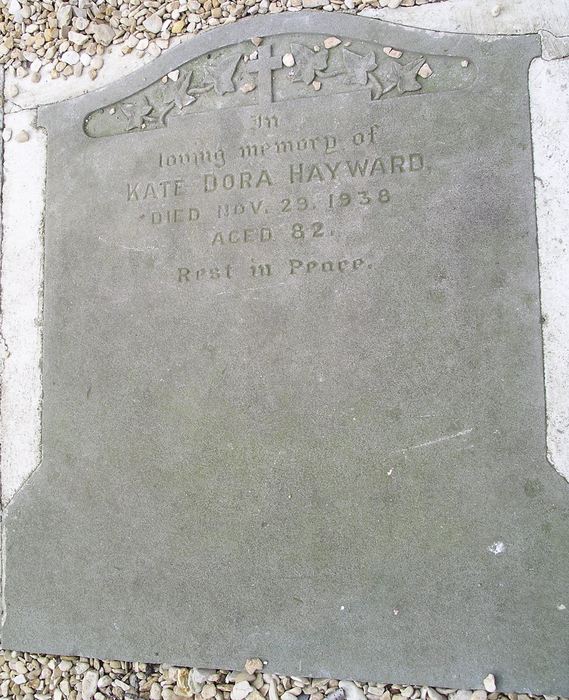 In
loving memory of
KATE DORA HAYWARD,
DIED NOV. 29. 1938
AGED 82.
Rest in Peace.